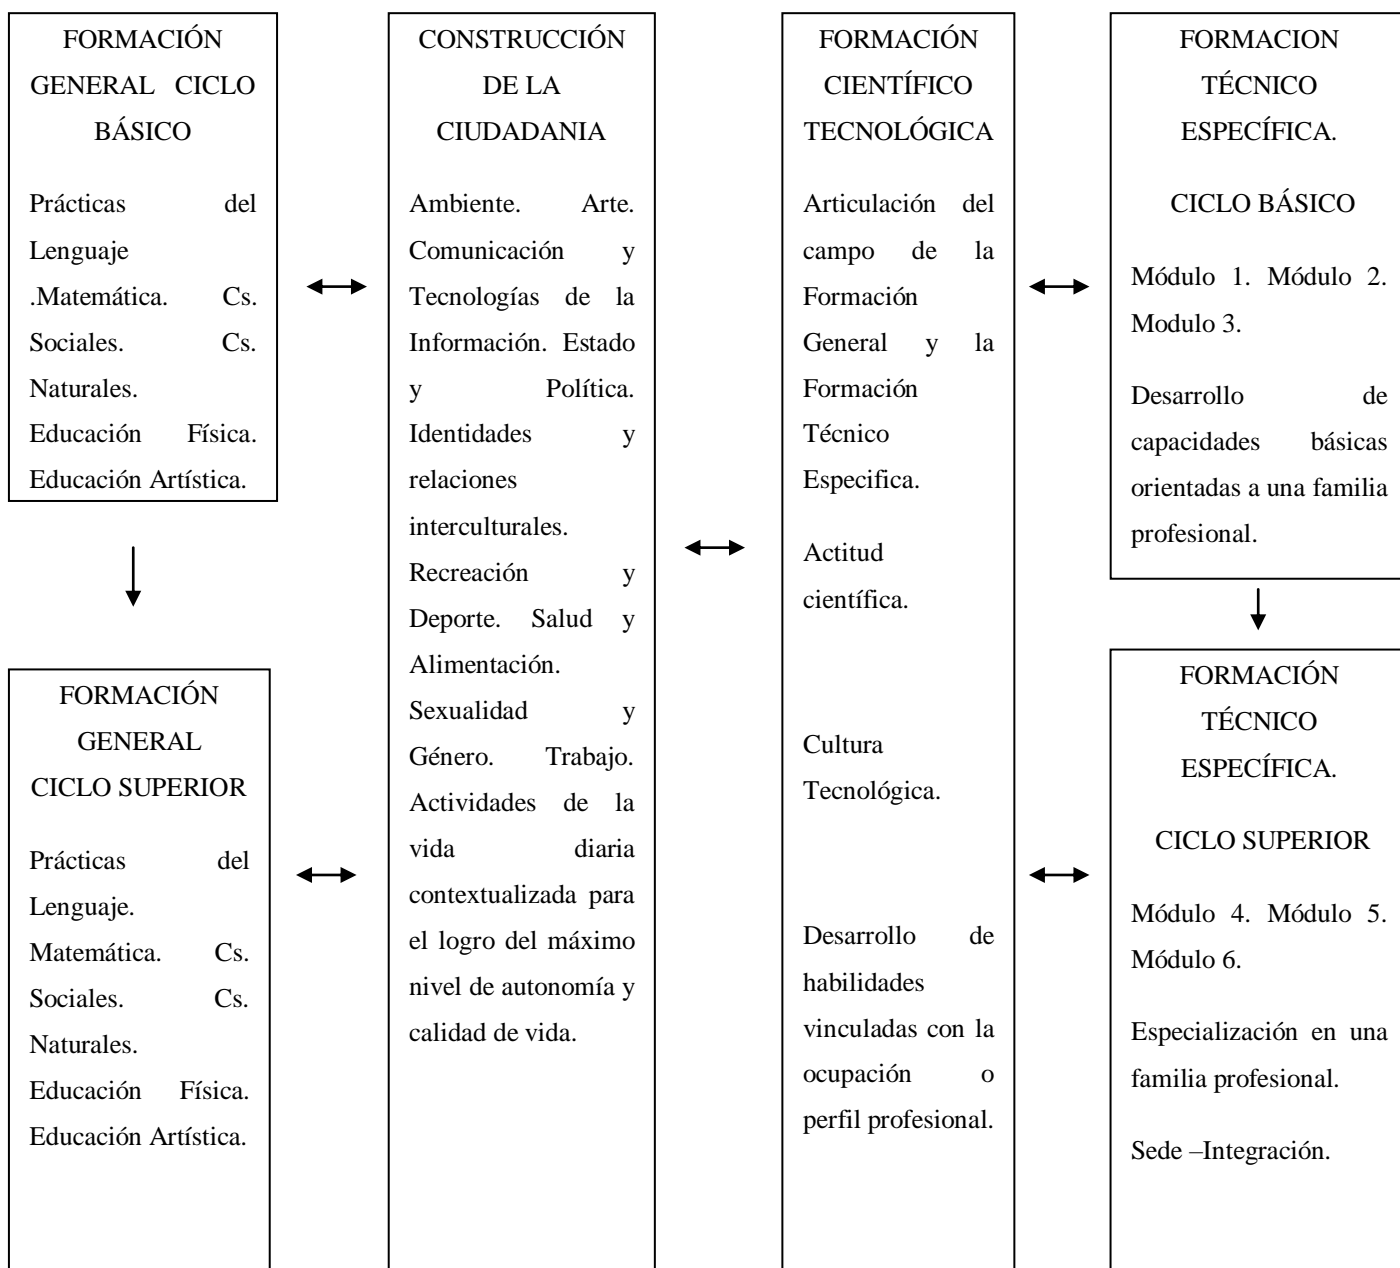 FORMACIÓN
GENERAL CICLO
BÁSICO
Prácticas del
Lenguaje
.Matemática. Cs.
Sociales. Cs.
Naturales.
Educación Física.
Educación Artística.
FORMACIÓN
GENERAL
CICLO SUPERIOR
Prácticas del
Lenguaje.
Matemática. Cs.
Sociales. Cs.
Naturales.
Educación Física.
Educación Artística.
CONSTRUCCIÓN
DE LA
CIUDADANIA
Ambiente. Arte.
Comunicación y
Tecnologías de la
Información. Estado
y Política.
Identidades y
relaciones
interculturales.
Recreación y
Deporte. Salud y
Alimentación.
Sexualidad y
Género. Trabajo.
Actividades de la
vida diaria
contextualizada para
el logro del máximo
nivel de autonomía y
calidad de vida.
FORMACIÓN
CIENTÍFICO
TECNOLÓGICA
Articulación del
campo de la
Formación
General y la
Formación
Técnico
Especifica.
Actitud
científica.
Cultura
Tecnológica.
Desarrollo de
habilidades
vinculadas con la
ocupación o
perfil profesional.
FORMACION
TÉCNICO
ESPECÍFICA.
CICLO BÁSICO
Módulo 1. Módulo 2.
Modulo 3.
Desarrollo de
capacidades básicas
orientadas a una familia
profesional.
FORMACIÓN
TÉCNICO
ESPECÍFICA.
CICLO SUPERIOR
Módulo 4. Módulo 5.
Módulo 6.
Especialización en una
familia profesional.
Sede –Integración.